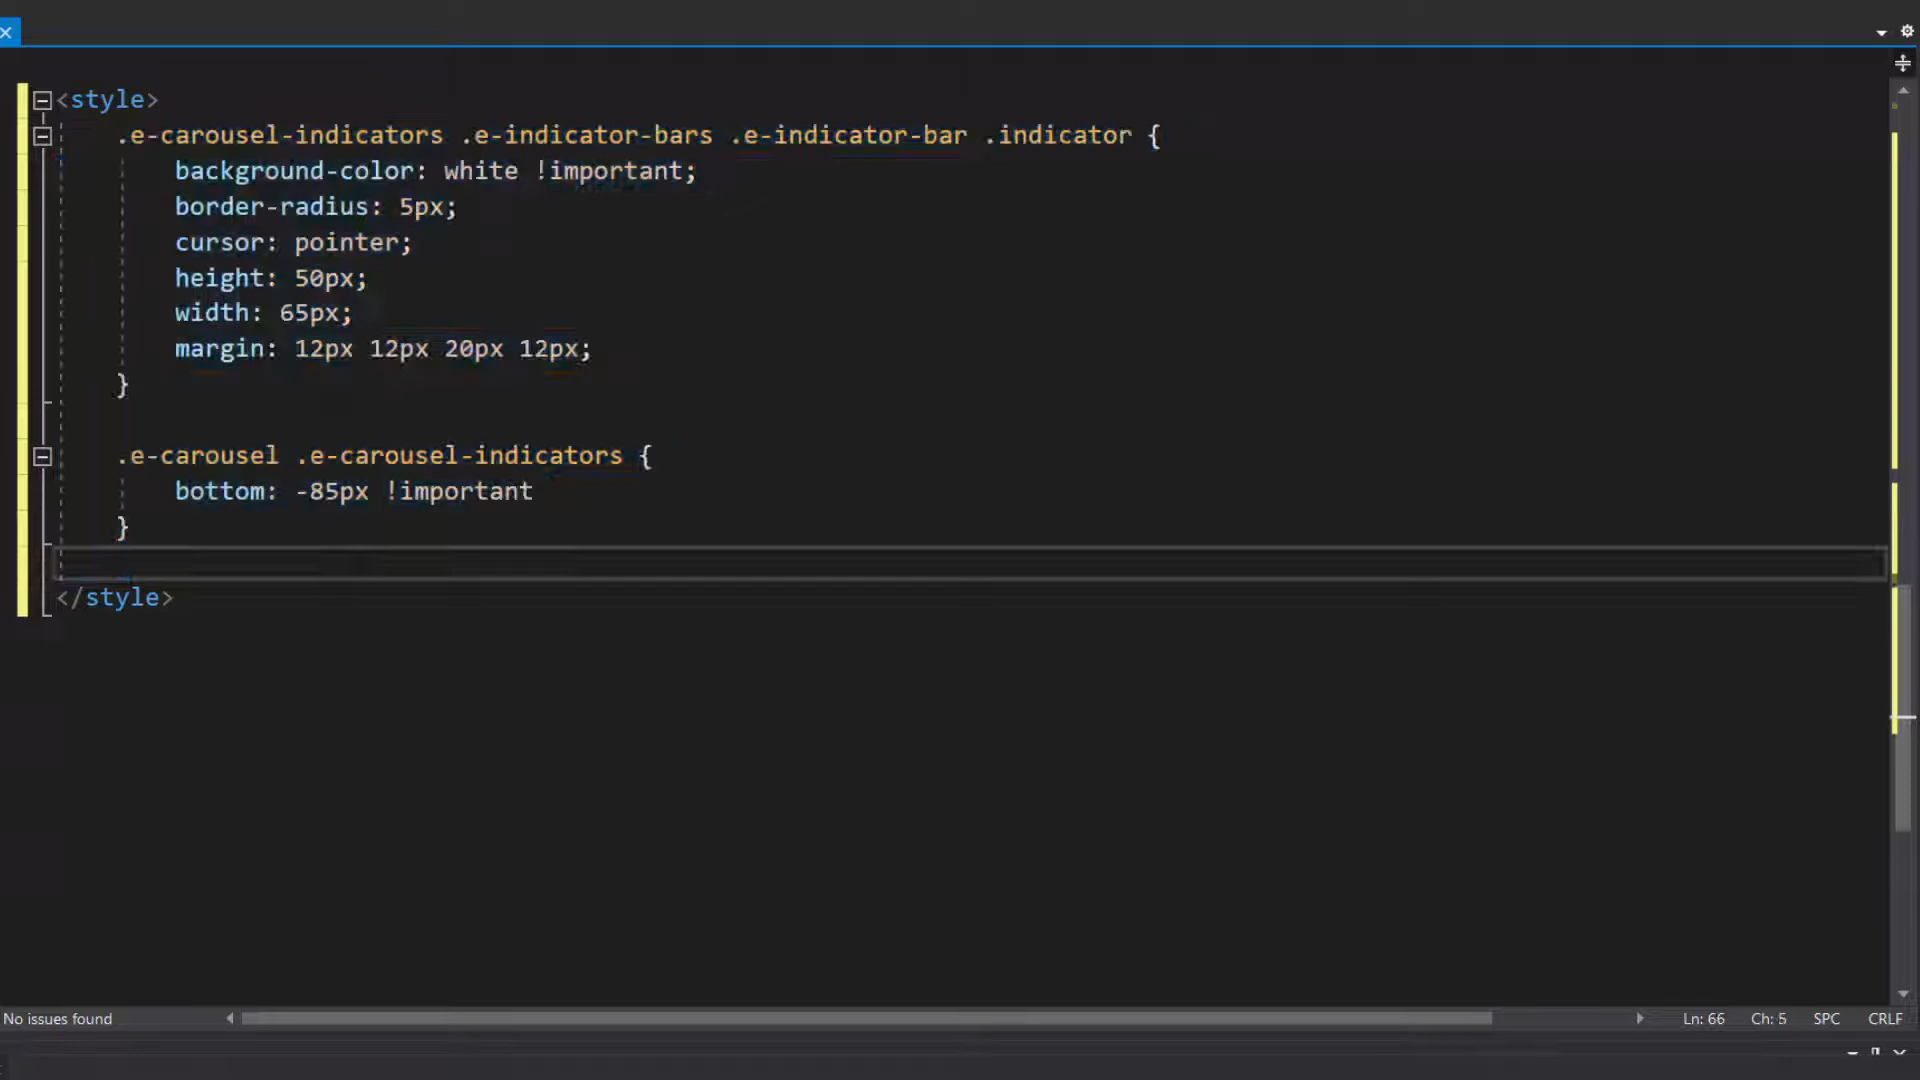 <style>
    .e-carousel-indicators .e-indicator-bars .e-indicator-bar .indicator {
        background-color: white !important;
        border-radius: 5px;
        cursor: pointer;
        height: 50px;
        width: 65px;
        margin: 12px 12px 20px 12px;
    }
    .e-carousel .e-carousel-indicators {
        bottom: -85px !important
    }
</style>
No issues found Ln: 66 Ch: 5 SPC CRLF